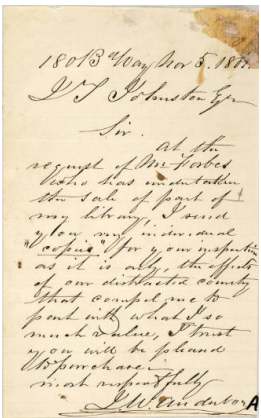 180 B'Way Nov 5. 18
J T Johnston Esqr
Sir.
At the
request of Mr Forbes
who has undertaken
the Sale of part of
my library, I send
you my individual
"copies" for your inspection
as it is only, the effects
of our distracted country
that compel me to
part with what I so
much value, I trust
you will be pleased
to purchase.
most respectfully
J. W.
A